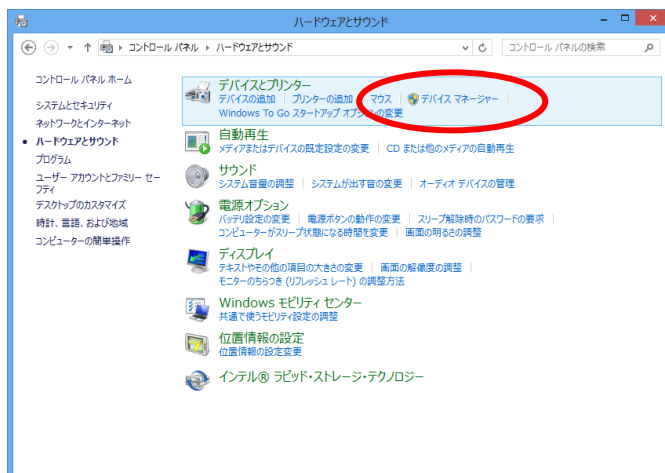 ハードウェアとサウンド
コントロール パネル ハードウェアとサウンド
コントロール パネルの検索
コントロール パネル ホーム
システムとセキュリティ
ネットワークとインターネット
ハードウェアとサウンド
プログラム
ユーザー アカウントとファミリー セー
フティ
デスクトップのカスタマイズ
時計、言語、および地域
コンピューターの簡単操作
デバイスとプリンター
デバイスの追加 プリンターの追加 マウス デバイス マネージャー
Windows To Go スタートアップ オプションの変更
自動再生
メディアまたはデバイスの既定設定の変更 CD または他のメディアの自動再生
サウンド
システム音量の調整 システムが出す音の変更 オーディオ デバイスの管理
電源オプション
バッテリ設定の変更 電源ボタンの動作の変更 スリープ解除時のパスワードの要求
コンピューターがスリープ状態になる時間を変更 画面の明るさの調整
ディスプレイ
テキストやその他の項目の大きさの変更 画面の解像度の調整
モニターのちらつき (リフレッシュ レート) の調整方法
Windows モビリティ センター
共通で使うモビリティ設定の調整
位置情報の設定
位置情報の設定変更
インテル® ラピッド・ストレージ・テクノロジー